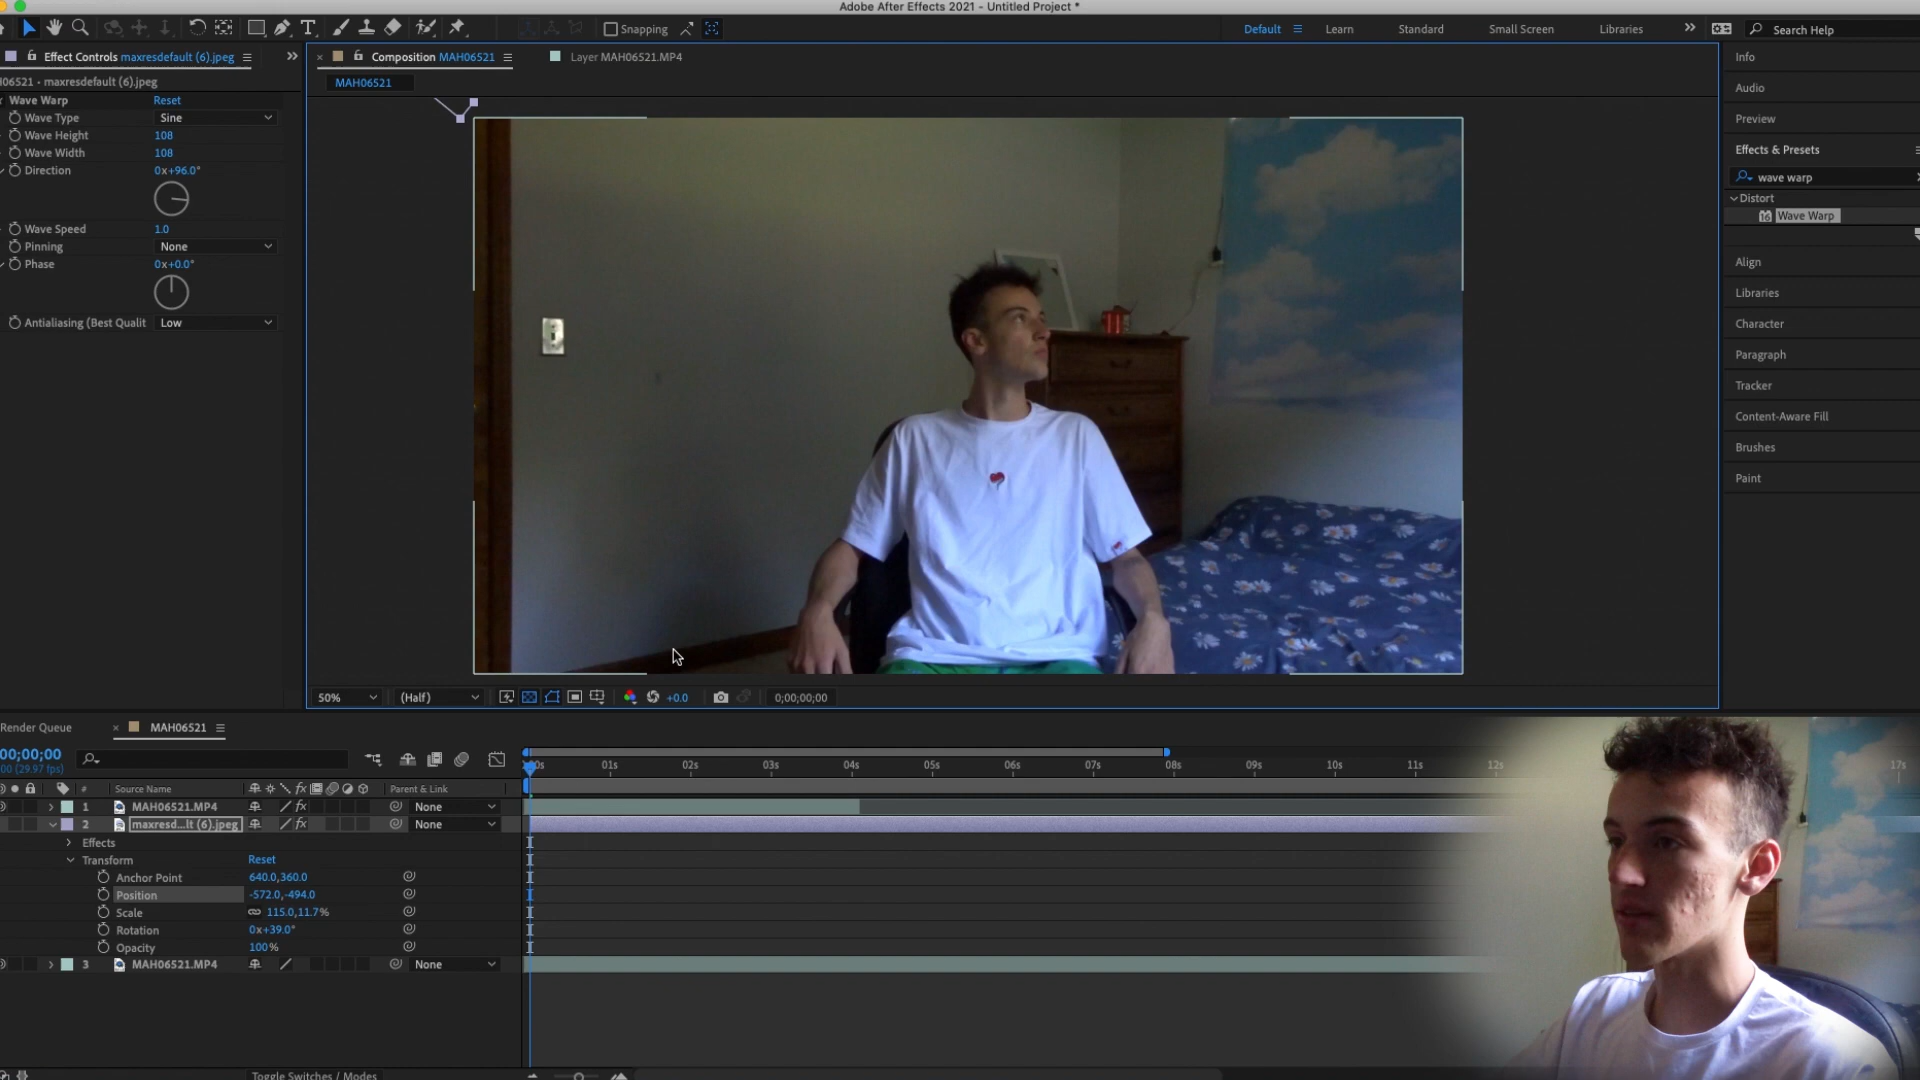 Adobe After Effects 2021 - Untitled Project *
Snapping
Default
Learn
Standard
Small Screen
Libraries
Search Help
Effect Controls maxresdefault (6).jpeg
Composition MAH06521
Layer MAH06521.MP4
Info
06521 • maxresdefault (6).jpeg
MAH06521
Audio
Wave Warp
Reset
Wave Type
Sine
Preview
Wave Height
108
Wave Width
108
Effects & Presets
Direction
0x+96.0°
wave warp
Distort
Wave Warp
Wave Speed
1.0
Pinning
None
Phase
0x+0.0°
Align
Libraries
Antialiasing (Best Qualit
Low
Character
Paragraph
Tracker
Content-Aware Fill
Brushes
Paint
50%
(Half)
+0.0
0;00;00;00
Render Queue
MAH06521
00;00;00
00 (29.97 fps)
01s
02s
03s
04s
05s
06s
07s
08s
09s
10s
11s
12s
17s
#
Source Name
fx
Parent & Link
1
MAH06521.MP4
fx
None
2
maxresd...lt (6).jpeg
fx
None
Effects
Transform
Reset
Anchor Point
640.0,360.0
Position
-572.0,-494.0
Scale
115.0,11.7%
Rotation
0x+39.0°
Opacity
100%
3
MAH06521.MP4
None
Toggle Switches / Modes